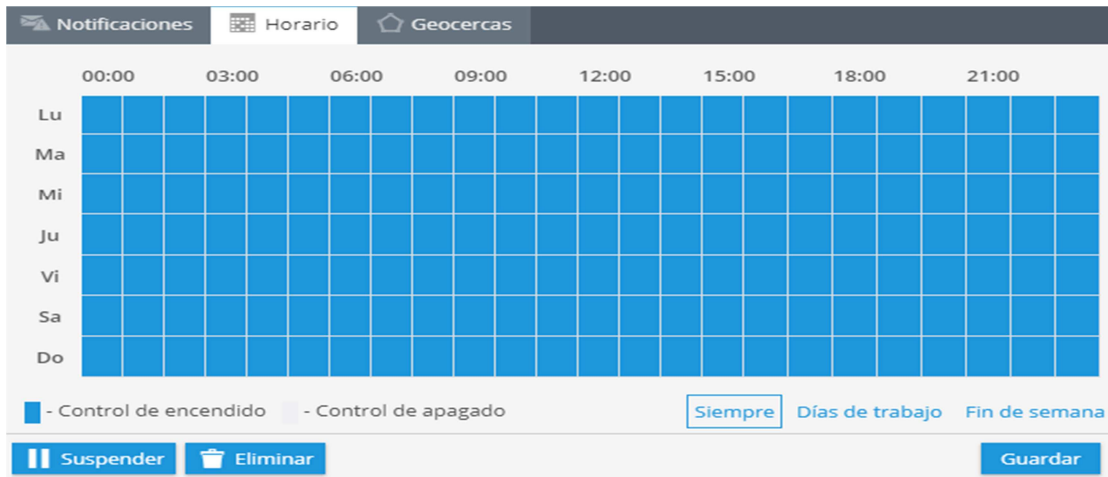 Notificaciones Horario Geocercas
00:00 03:00 06:00 09:00 12:00 15:00 18:00 21:00
Lu
Ma
Mi
Ju
Vi
Sa
Do
- Control de encendido - Control de apagado Siempre Días de trabajo Fin de semana
Suspender Eliminar Guardar